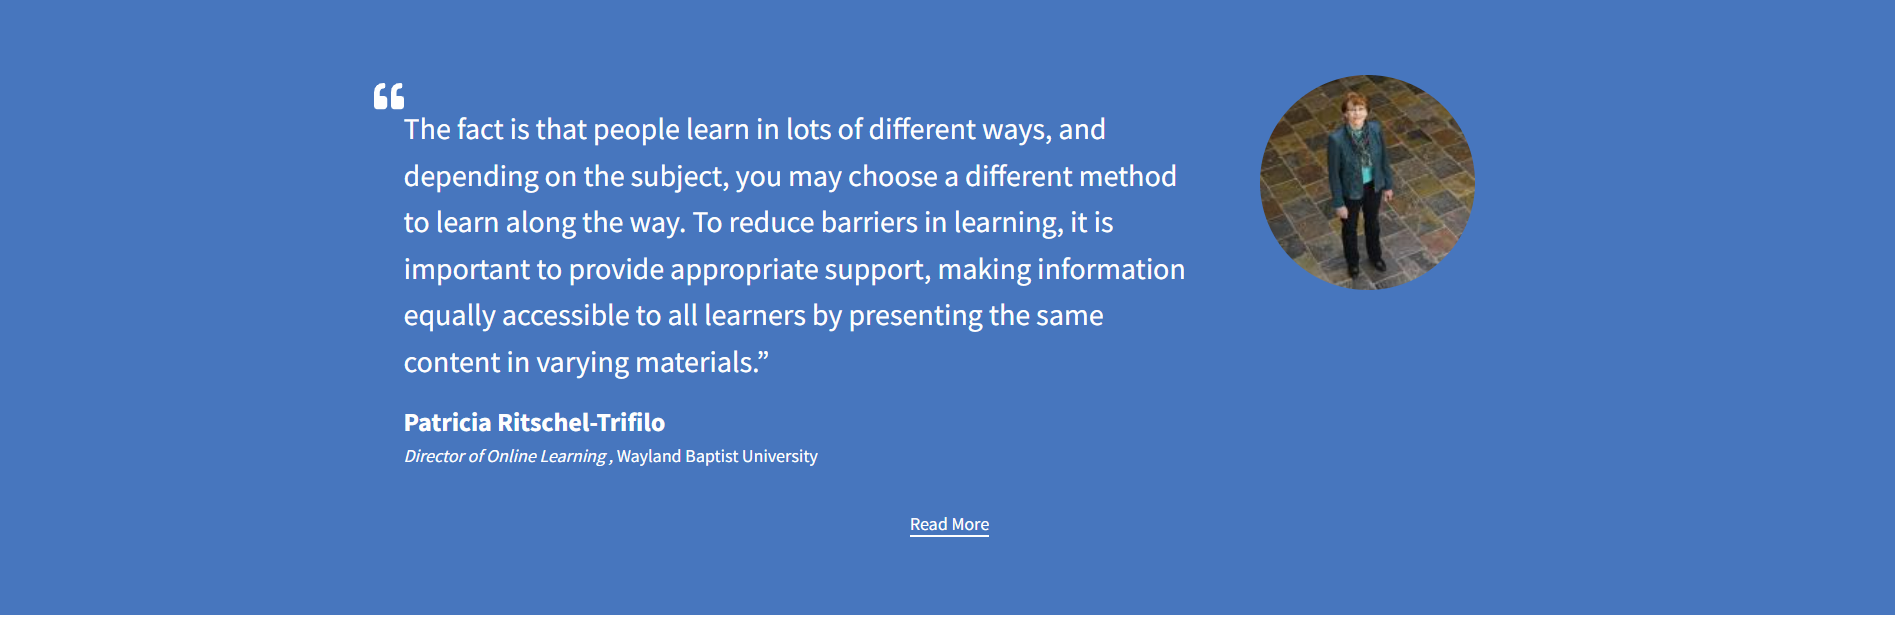 “
The fact is that people learn in lots of different ways, and
depending on the subject, you may choose a different method
to learn along the way. To reduce barriers in learning, it is
important to provide appropriate support, making information
equally accessible to all learners by presenting the same
content in varying materials.”
Patricia Ritschel-Trifilo
Director of Online Learning , Wayland Baptist University
Read More